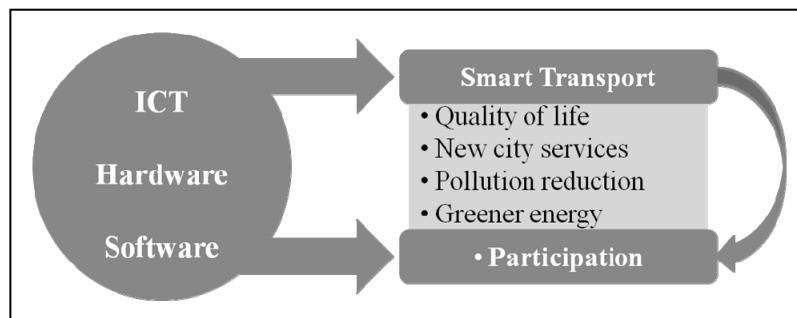 ICT
Hardware
Software
Smart Transport
• Quality of life
• New city services
• Pollution reduction
• Greener energy
• Participation